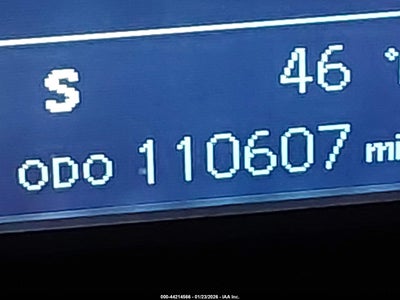 S 46 °
ODO 110607 mi
000-44214566 - 01/23/2026 - IAA Inc.